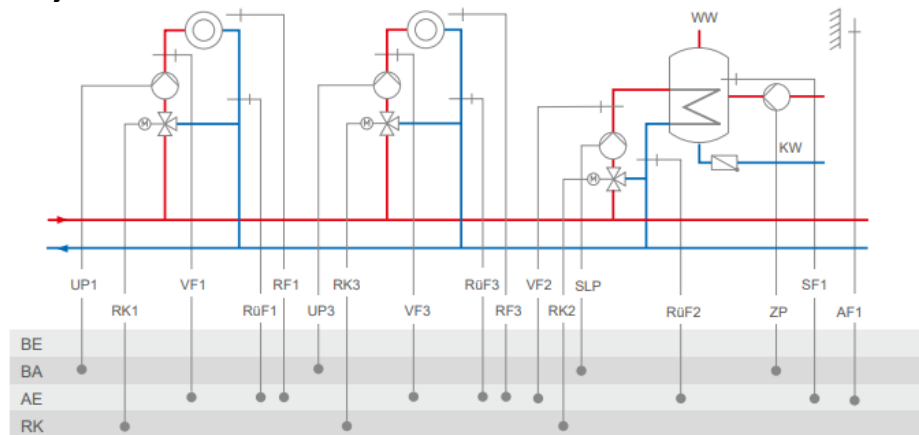 WW
M
M
M
KW
UP1 VF1 RF1 RK3 RüF3 VF2 SLP SF1
RK1 RüF1 UP3 VF3 RF3 RK2 RüF2 ZP AF1
BE
BA
AE
RK